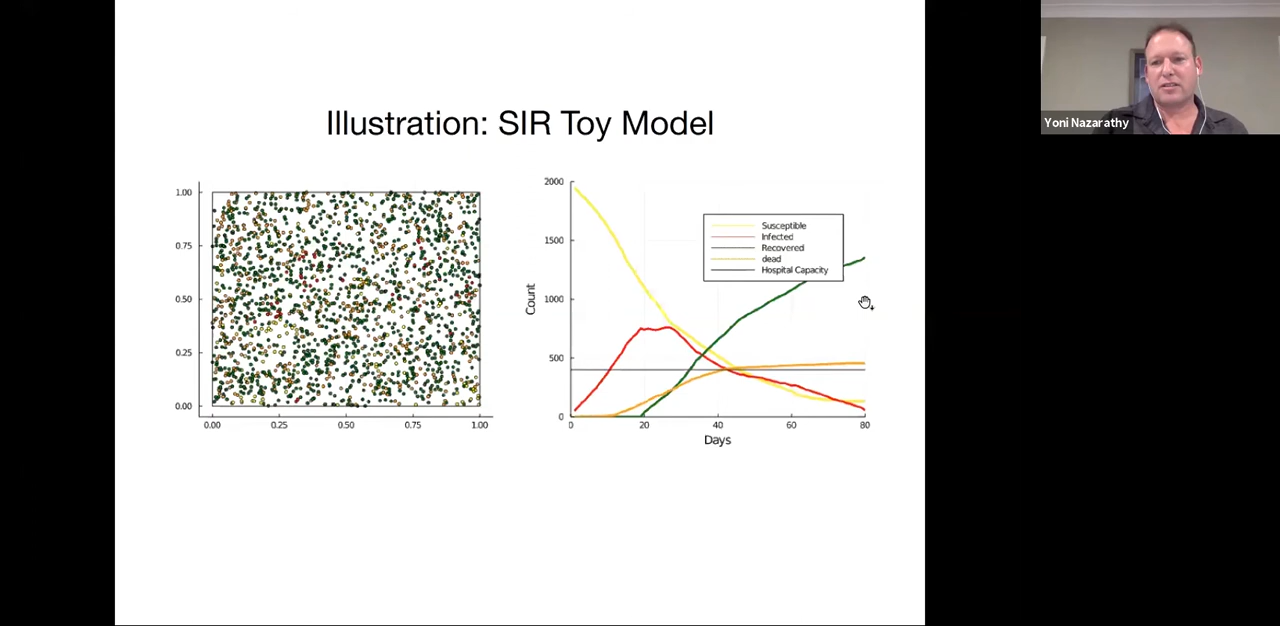 Illustration: SIR Toy Model
Yoni Nazarathy
1.00
0.75
0.50
0.25
0.00
0.00
0.25
0.50
0.75
1.00
2000
1500
1000
500
0
Count
Susceptible
Infected
Recovered
dead
Hospital Capacity
0
20
40
60
80
Days